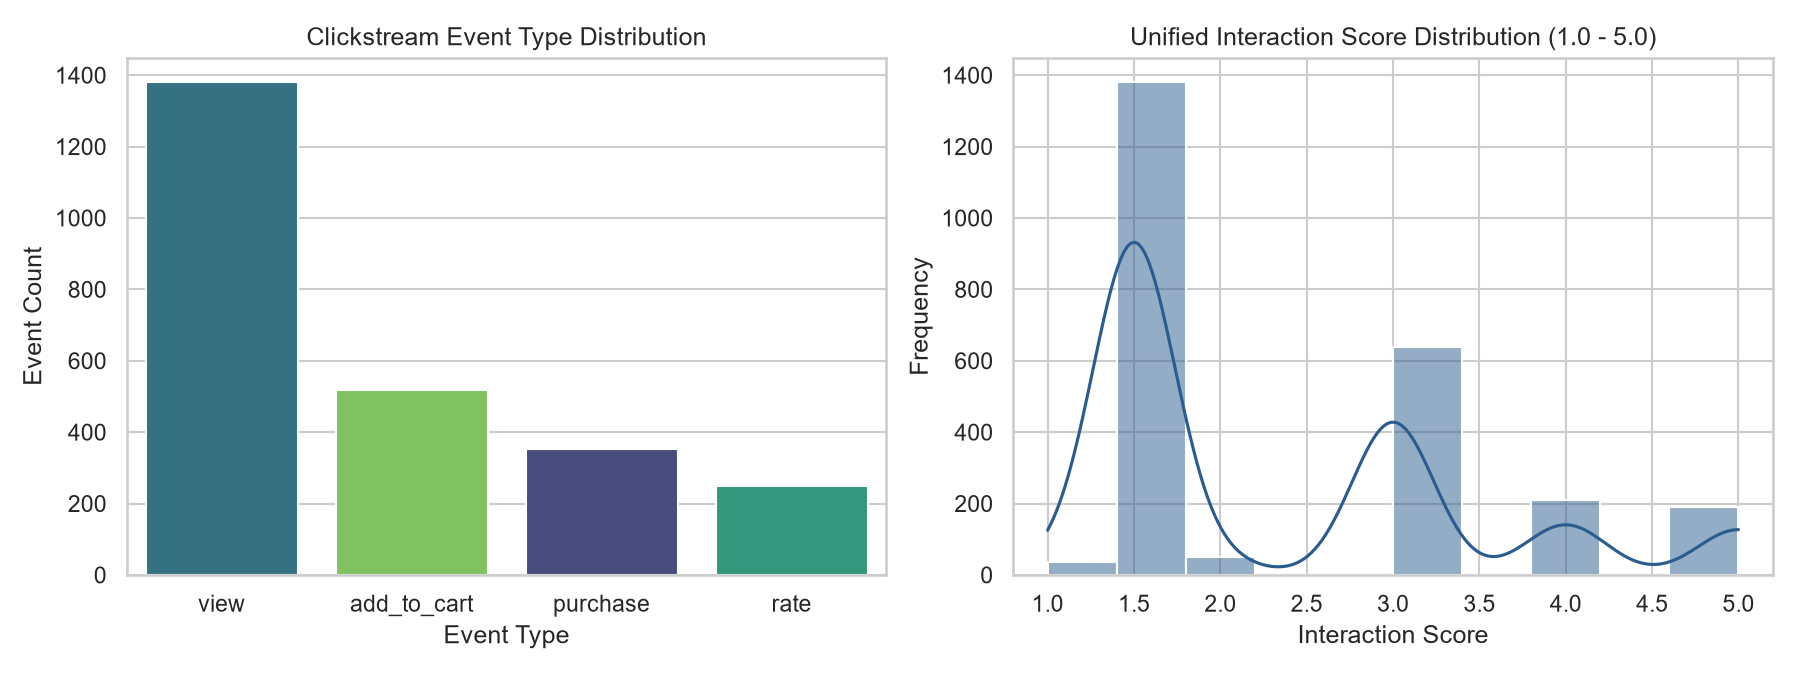 Clickstream Event Type Distribution
1400
1200
1000
800
600
400
200
0
Event Count
view add_to_cart purchase rate
Event Type
Unified Interaction Score Distribution (1.0 - 5.0)
1400
1200
1000
800
600
400
200
0
Frequency
1.0 1.5 2.0 2.5 3.0 3.5 4.0 4.5 5.0
Interaction Score